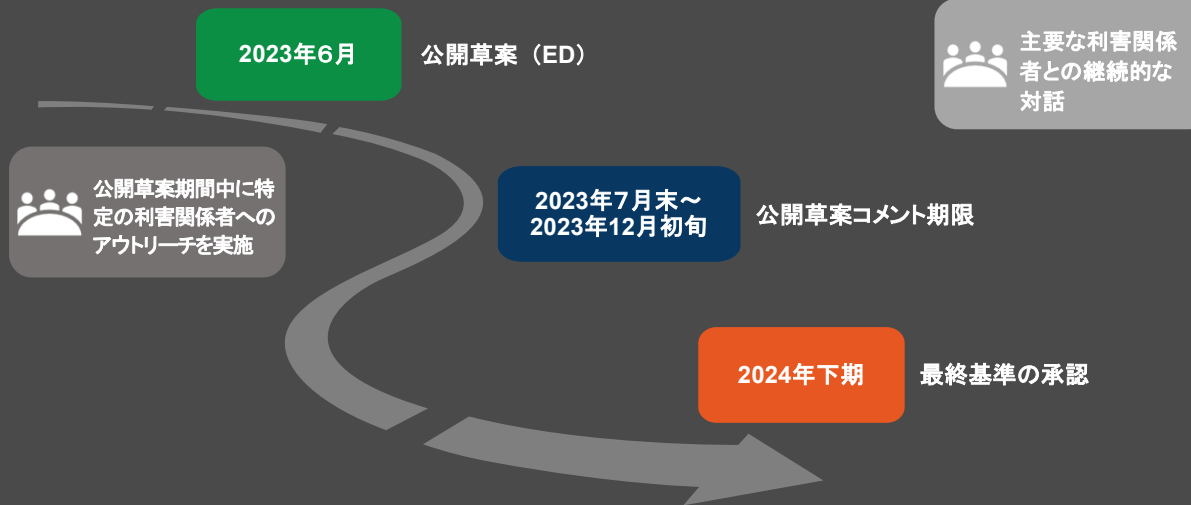 2023年６月
公開草案（ED）
主要な利害関係
者との継続的な
対話
公開草案期間中に特
定の利害関係者への
アウトリーチを実施
2023年７月末～
2023年12月初旬
公開草案コメント期限
2024年下期
最終基準の承認